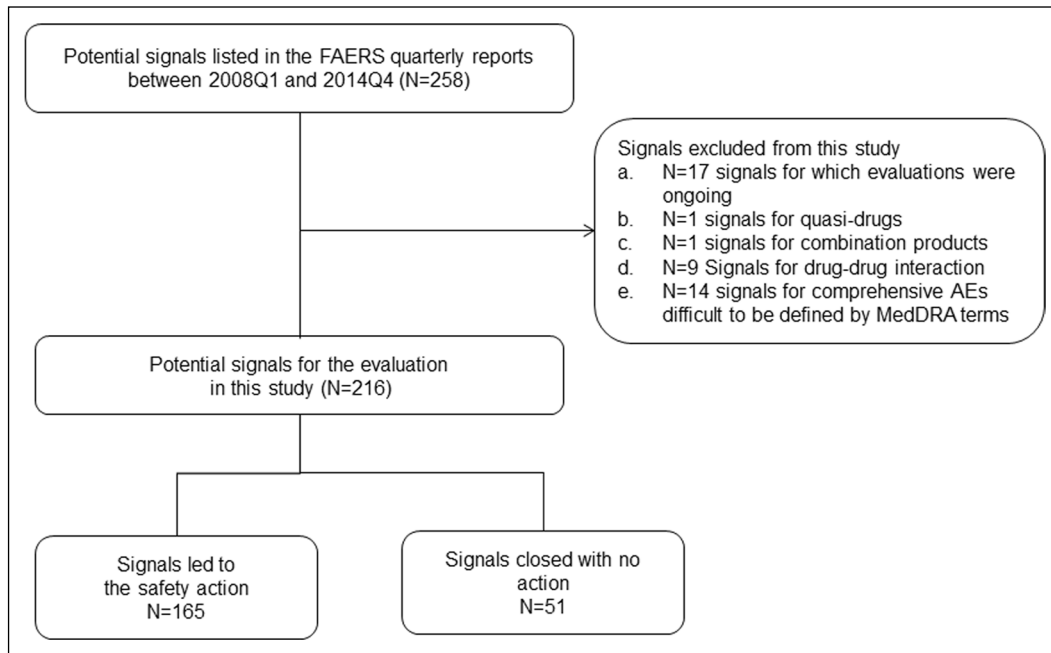 Potential signals listed in the FAERS quarterly reports
between 2008Q1 and 2014Q4 (N=258)
Signals excluded from this study
a. N=17 signals for which evaluations were
ongoing
b. N=1 signals for quasi-drugs
c. N=1 signals for combination products
d. N=9 Signals for drug-drug interaction
e. N=14 signals for comprehensive AEs
difficult to be defined by MedDRA terms
Potential signals for the evaluation
in this study (N=216)
Signals led to
the safety action
N=165
Signals closed with no
action
N=51